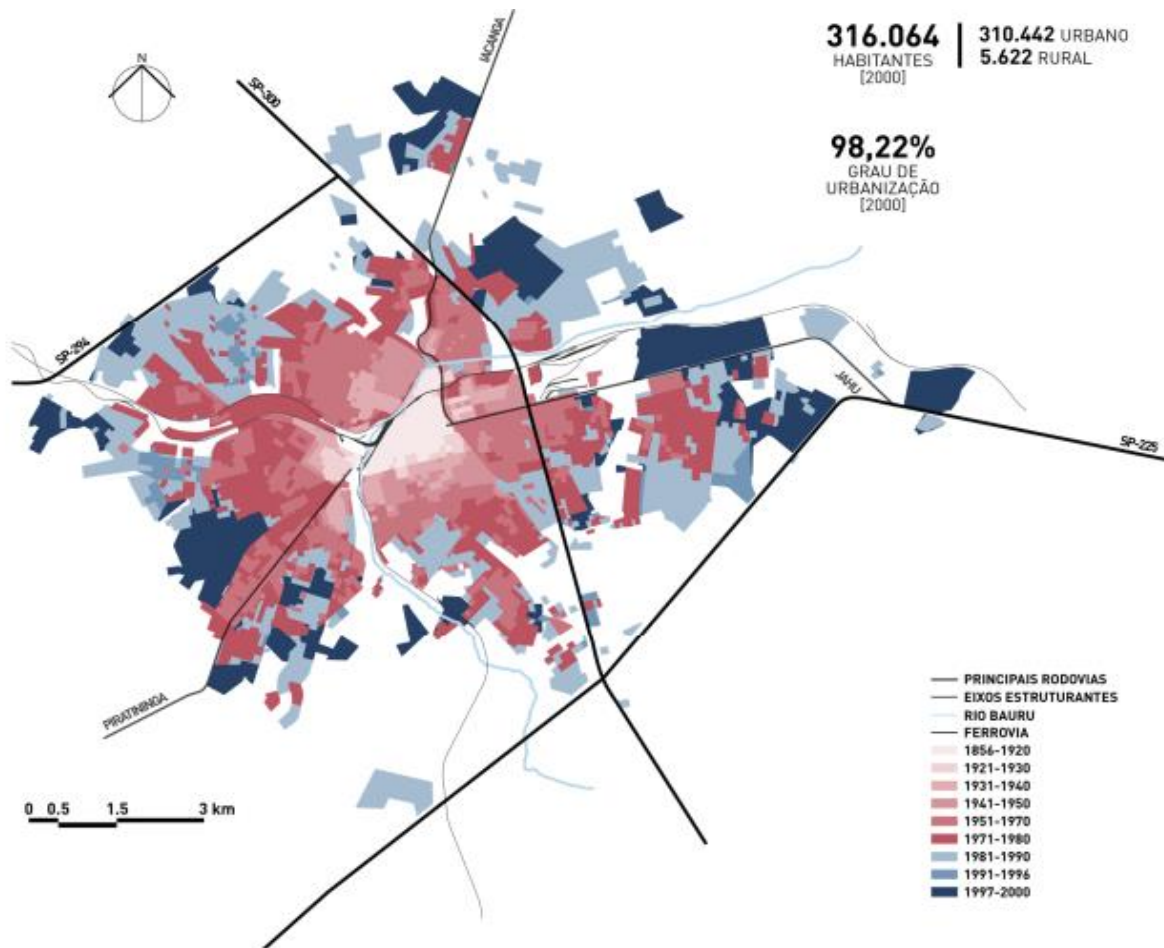 316.064
HABITANTES
[2000]
310.442 URBANO
5.622 RURAL
98,22%
GRAU DE
URBANIZAÇÃO
[2000]
N
IACANGA
SP-300
SP-294
JAHU
SP-225
PIRATININGA
0 0.5 1.5 3 km
PRINCIPAIS RODOVIAS
EIXOS ESTRUTURANTES
RIO BAURU
FERROVIA
1856-1920
1921-1930
1931-1940
1941-1950
1951-1970
1971-1980
1981-1990
1991-1996
1997-2000